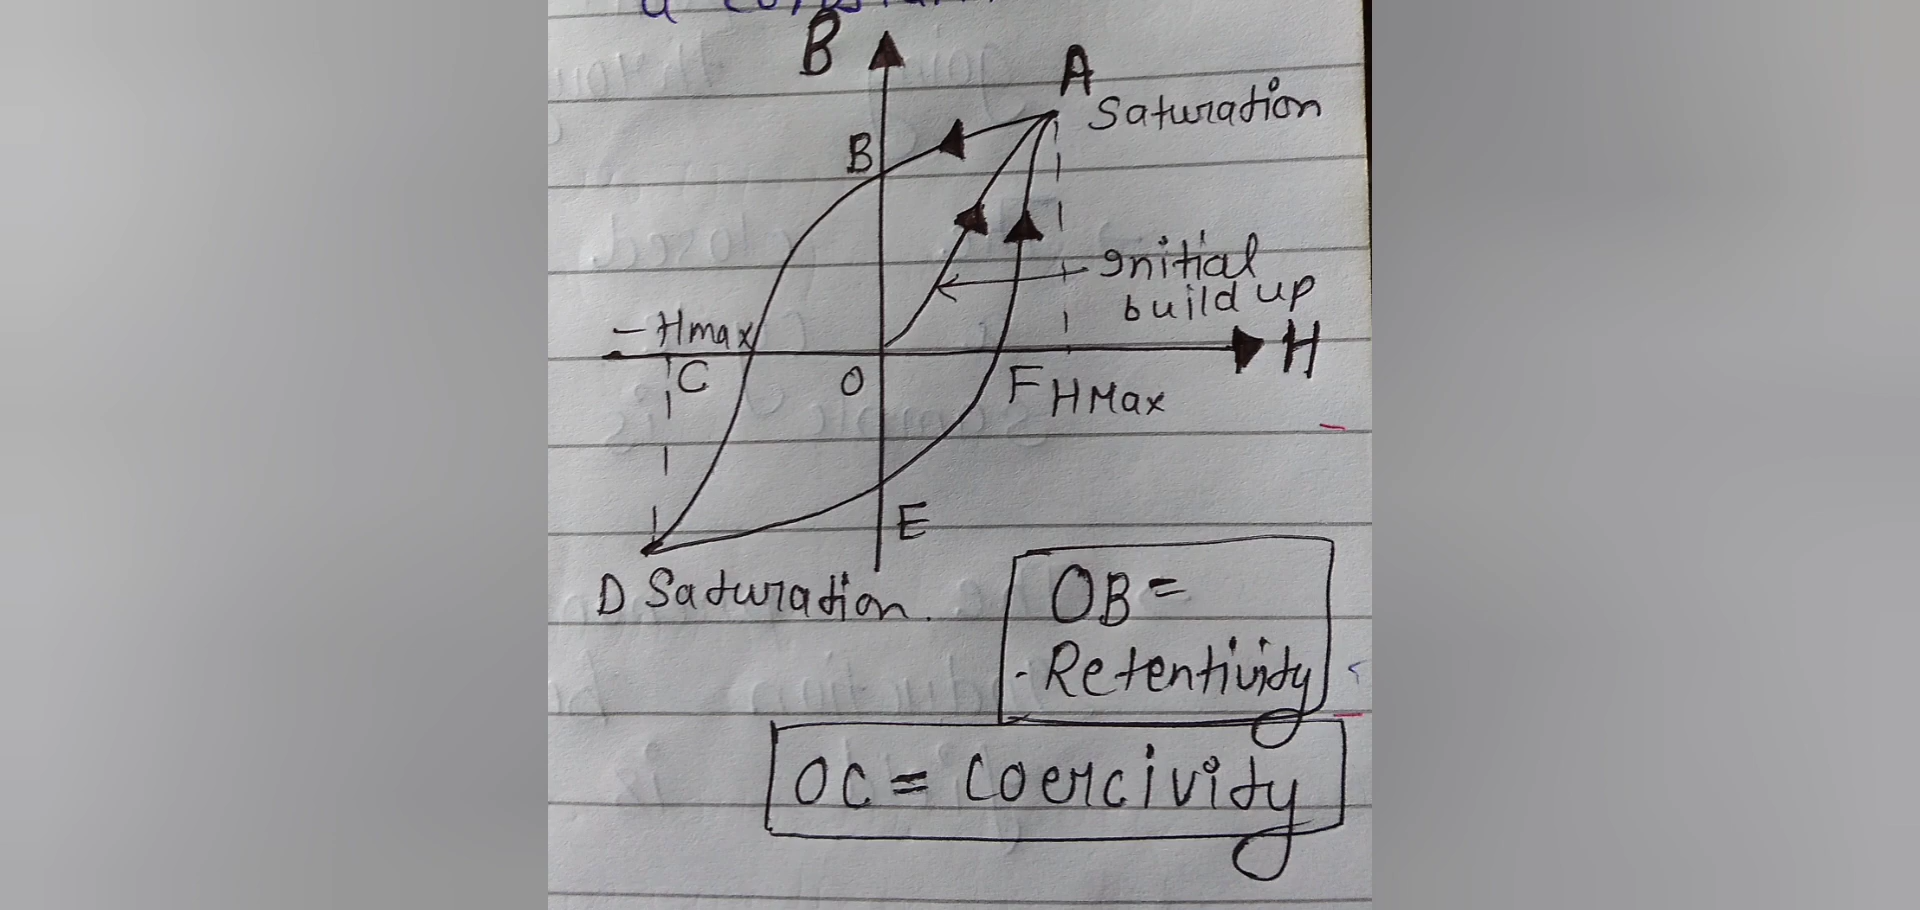 B
A
Saturation
B
Initial
build up
- Hmax
H
C
O
F HMax
E
D Saturation.
OB =
- Retentivity
OC = Coercivity